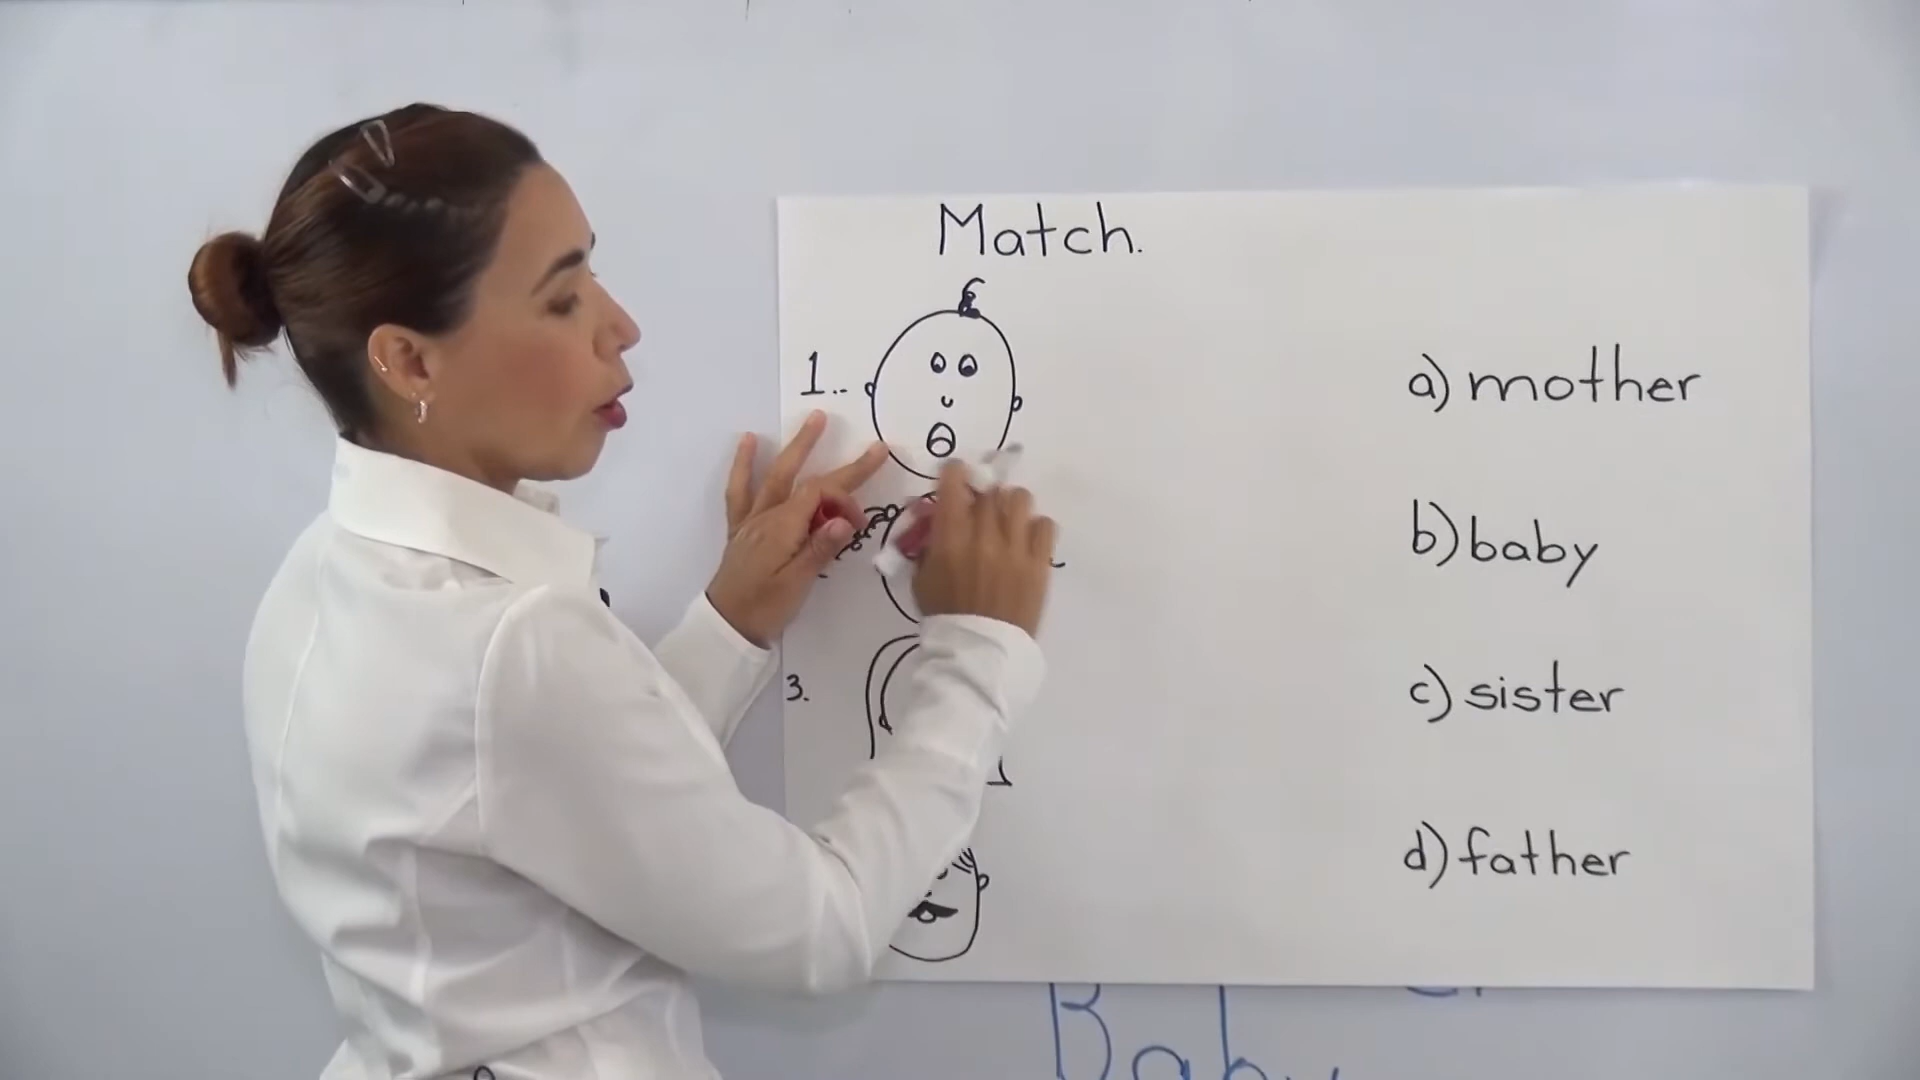 Match.
1..
a) mother
b) baby
3.
c) sister
d) father
Baby